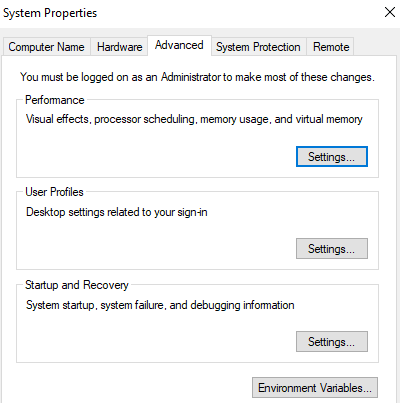 System Properties
Computer Name Hardware Advanced System Protection Remote
You must be logged on as an Administrator to make most of these changes.
Performance
Visual effects, processor scheduling, memory usage, and virtual memory
Settings...
User Profiles
Desktop settings related to your sign-in
Settings...
Startup and Recovery
System startup, system failure, and debugging information
Settings...
Environment Variables...